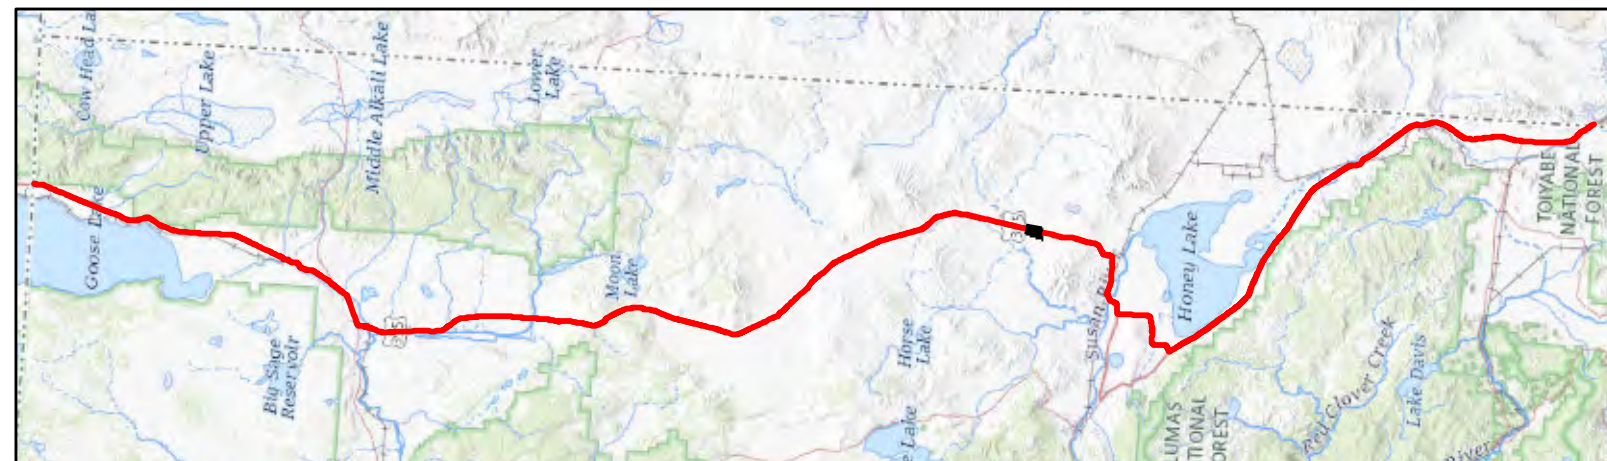 Cow Head La
Upper Lake
Middle Alkali Lake
Lower
Lake
Goose Lake
Big Sage
Reservoir
395
Moon
Lake
Horse
Lake
e Lake
395
Susan Riv
Honey Lake
LUMAS
TIONAL
OREST
Red Clover Creek
Lake Davis
River
TOIYABE
NATIONAL
FOREST